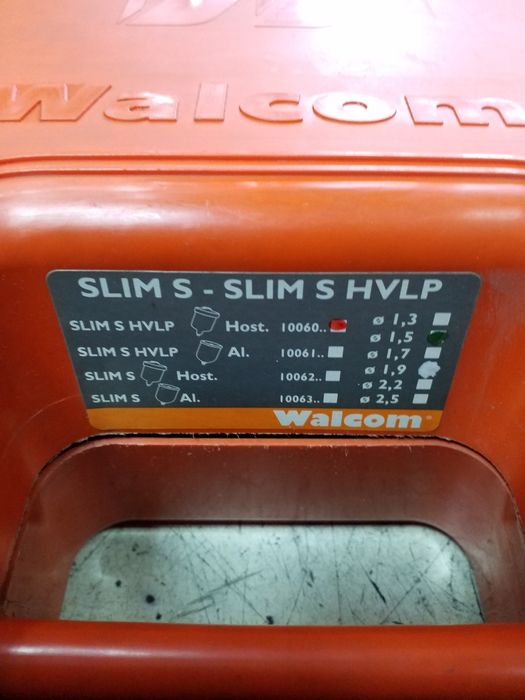 Walcom
SLIM S - SLIM S HVLP
SLIM S HVLP Host. 10060..
SLIM S HVLP Al. 10061..
SLIM S Host. 10062..
SLIM S Al. 10063..
ø 1,3
ø 1,5
ø 1,7
ø 1,9
ø 2,2
ø 2,5
Walcom®